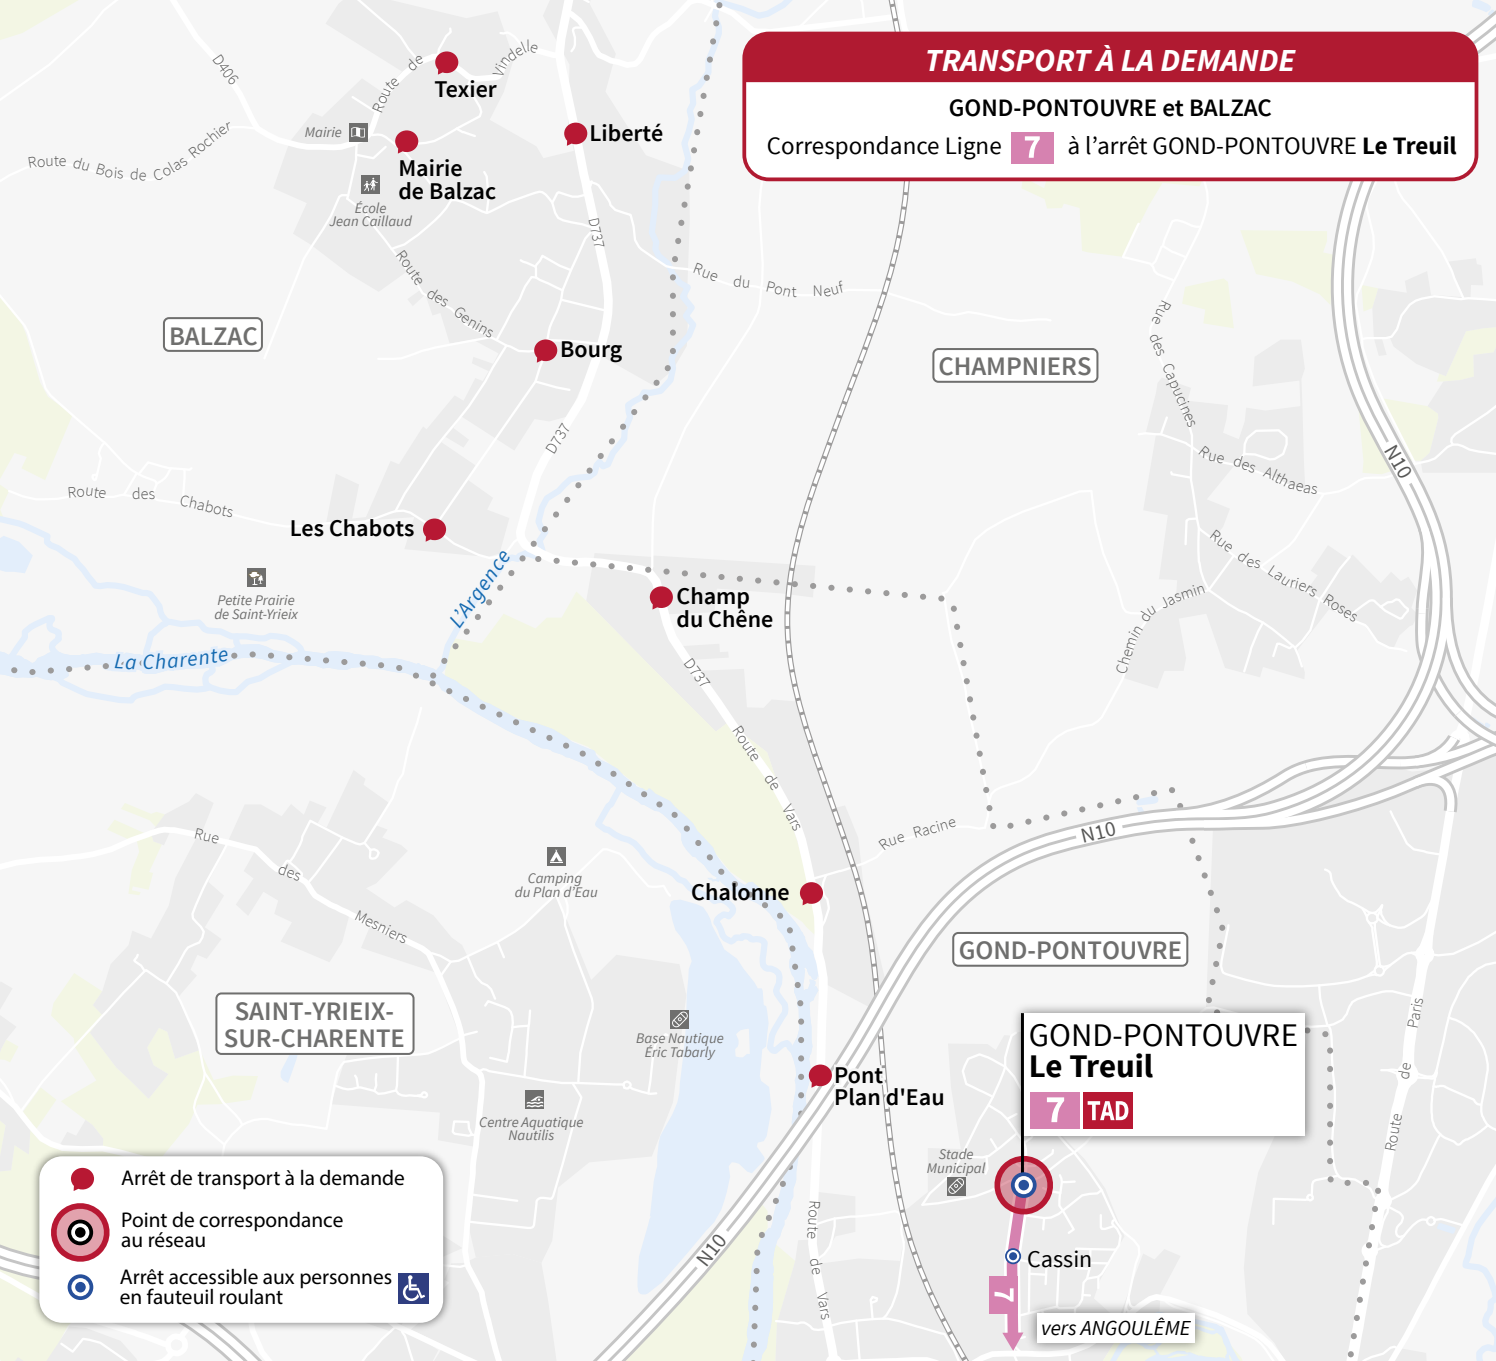 TRANSPORT À LA DEMANDE
GOND-PONTOUVRE et BALZAC
Correspondance Ligne 7 à l'arrêt GOND-PONTOUVRE Le Treuil
D406
Route de Vindelle
Texier
Mairie
Liberté
Route du Bois de Colas Rochier
Mairie
de Balzac
École
Jean Caillaud
D737
Route des Genins
Rue du Pont Neuf
BALZAC
Bourg
CHAMPNIERS
Rue des Capucines
D737
N10
Rue des Althaeas
Route des Chabots
Les Chabots
L'Argence
Rue des Lauriers Roses
Petite Prairie
de Saint-Yrieix
Champ
du Chêne
Chemin du Jasmin
La Charente
D737
Route de Vars
Rue Racine
N10
Rue des Mesniers
Camping
du Plan d'Eau
Chalonne
GOND-PONTOUVRE
SAINT-YRIEIX-
SUR-CHARENTE
Base Nautique
Éric Tabarly
Route de Paris
GOND-PONTOUVRE
Le Treuil
7 TAD
Pont
Plan d'Eau
Centre Aquatique
Nautilis
Stade
Municipal
Arrêt de transport à la demande
Point de correspondance
au réseau
Arrêt accessible aux personnes
en fauteuil roulant
N10
Route de Vars
Cassin
7
vers ANGOULÊME